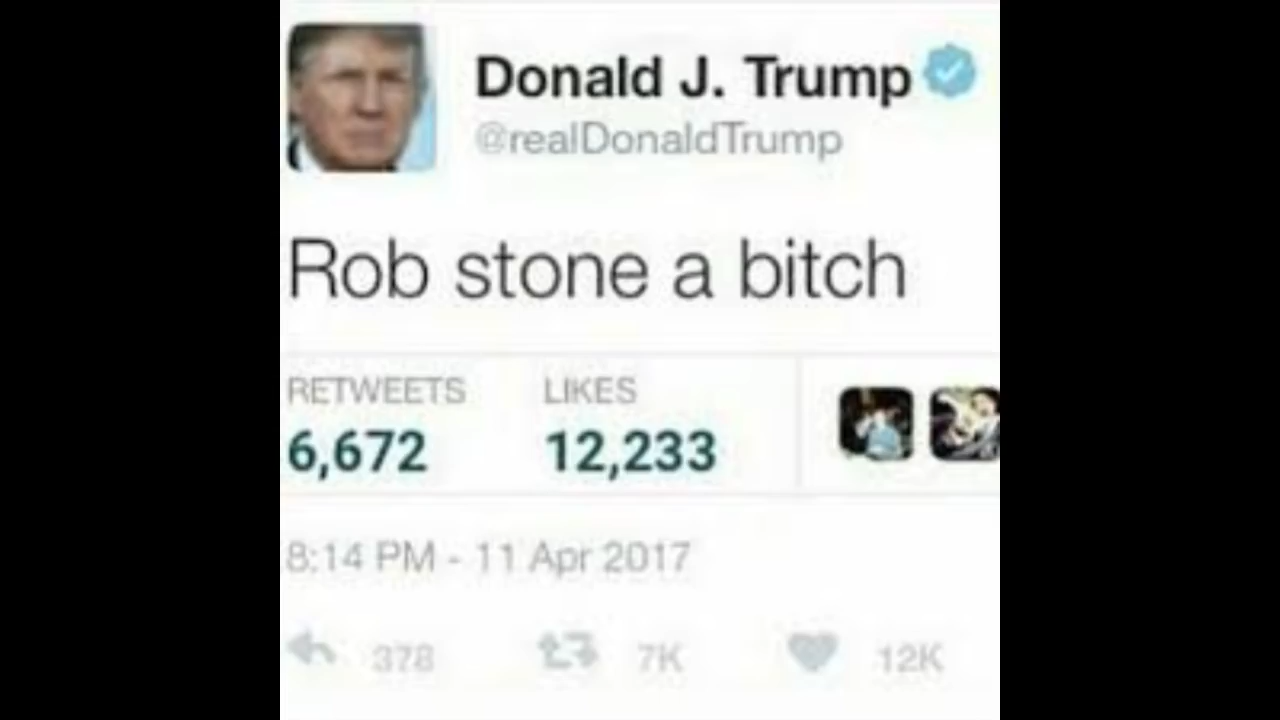 Donald J. Trump
@realDonaldTrump
Rob stone a bitch
RETWEETS LIKES
6,672 12,233
8:14 PM - 11 Apr 2017
378 7K 12K